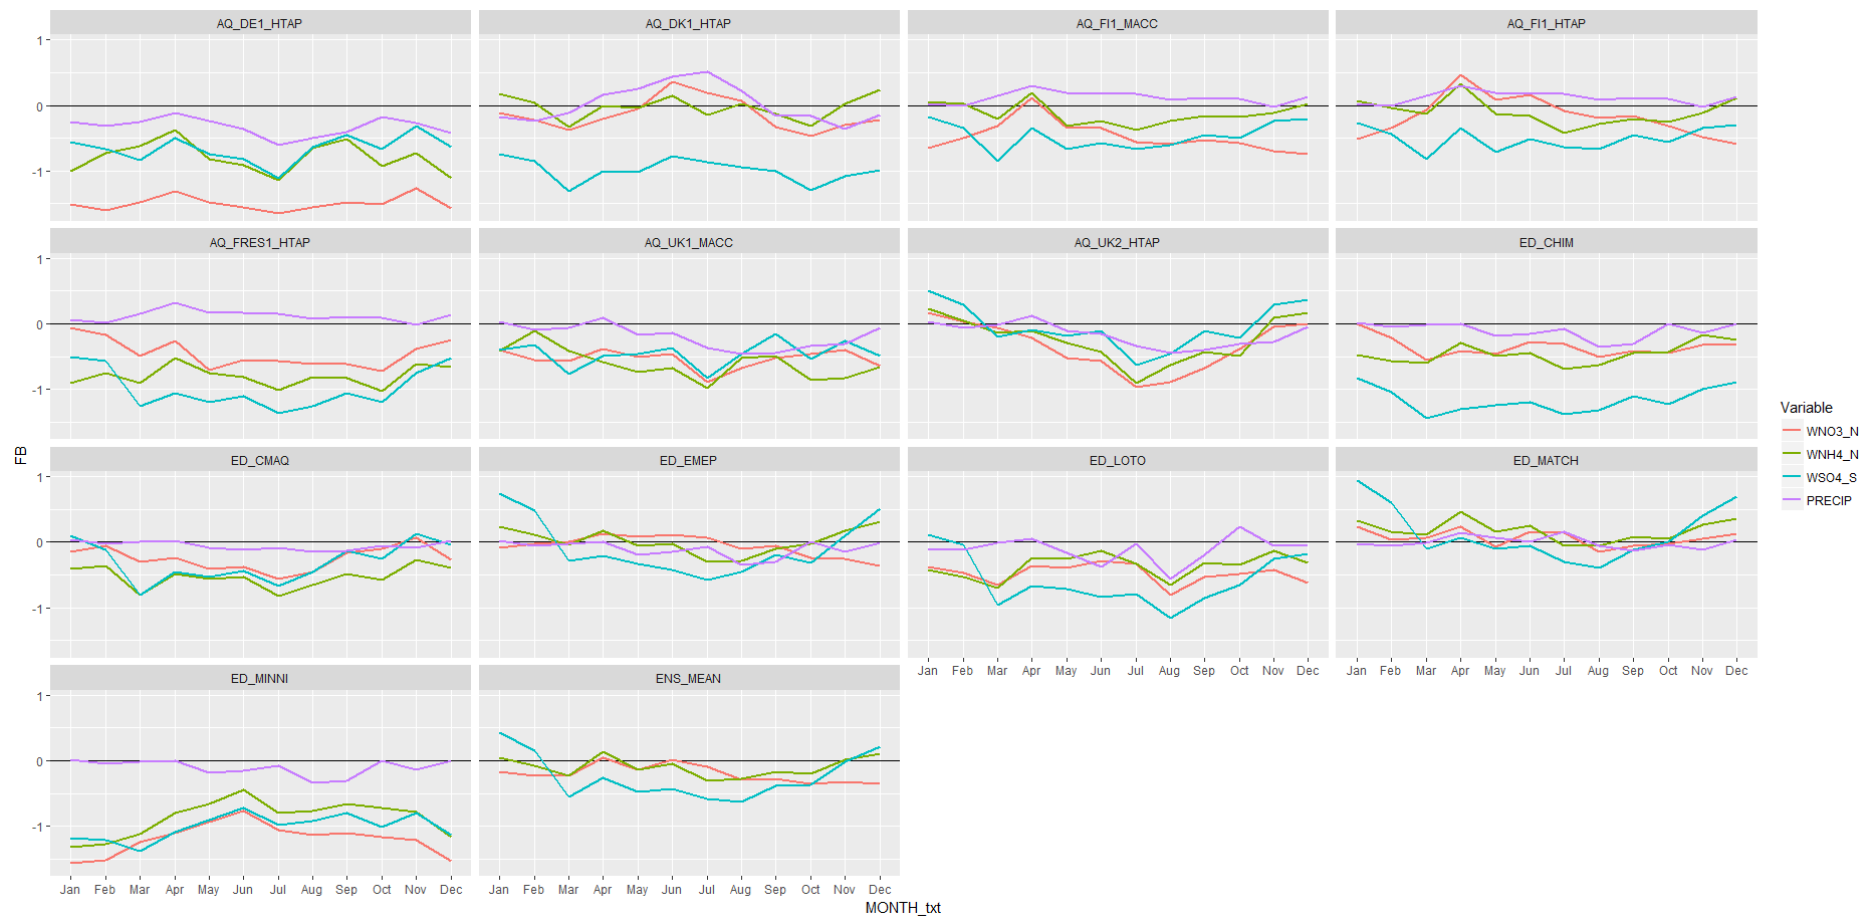 AQ_DE1_HTAP AQ_DK1_HTAP AQ_FI1_MACC AQ_FI1_HTAP
1
0
-1
AQ_FRES1_HTAP AQ_UK1_MACC AQ_UK2_HTAP ED_CHIM
1
0
-1
Variable
WNO3_N
WNH4_N
WSO4_S
PRECIP
FB
ED_CMAQ ED_EMEP ED_LOTO ED_MATCH
1
0
-1
Jan Feb Mar Apr May Jun Jul Aug Sep Oct Nov Dec Jan Feb Mar Apr May Jun Jul Aug Sep Oct Nov Dec
ED_MINNI ENS_MEAN
1
0
-1
Jan Feb Mar Apr May Jun Jul Aug Sep Oct Nov Dec Jan Feb Mar Apr May Jun Jul Aug Sep Oct Nov Dec
MONTH_txt